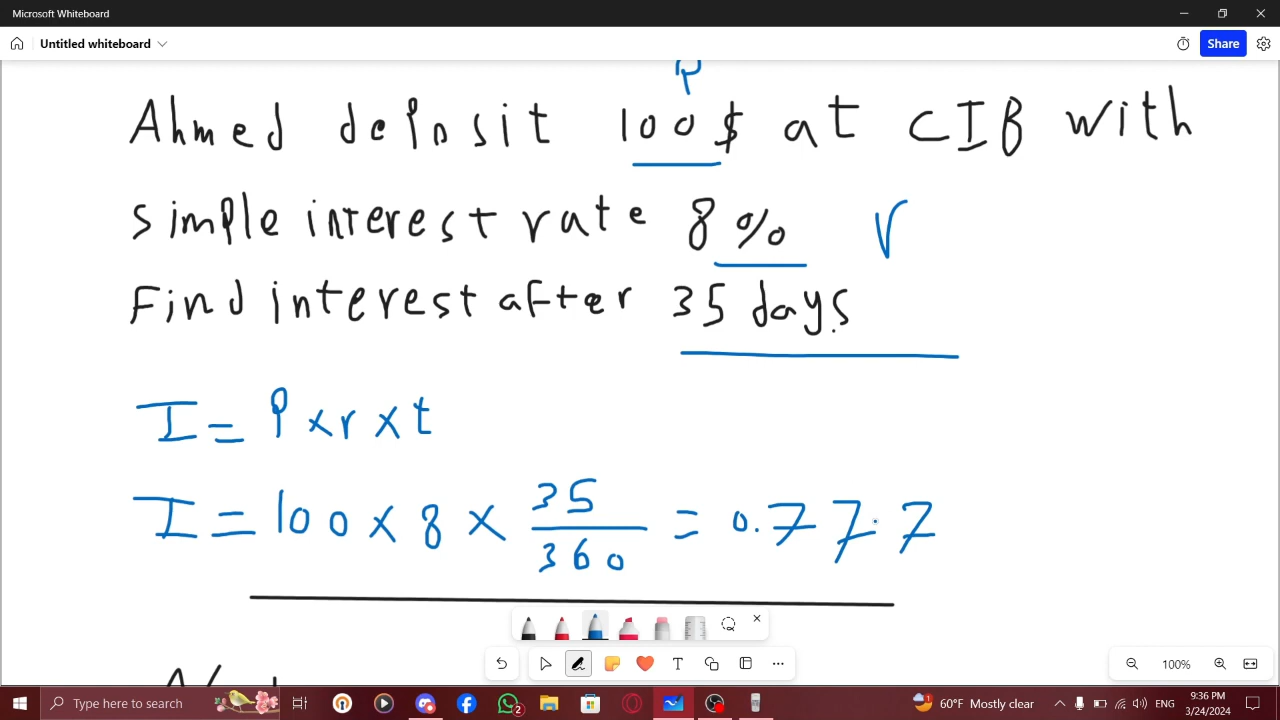 Microsoft Whiteboard
Untitled whiteboard
Share
P
Ahmed deposit 100$ at CIB with
simple interest rate 8% r
Find interest after 35 days
I = P x r x t
I = 100 x 8 x 35/360 = 0.777
100%
Type here to search
2
60°F Mostly clear
ENG
9:36 PM
3/24/2024